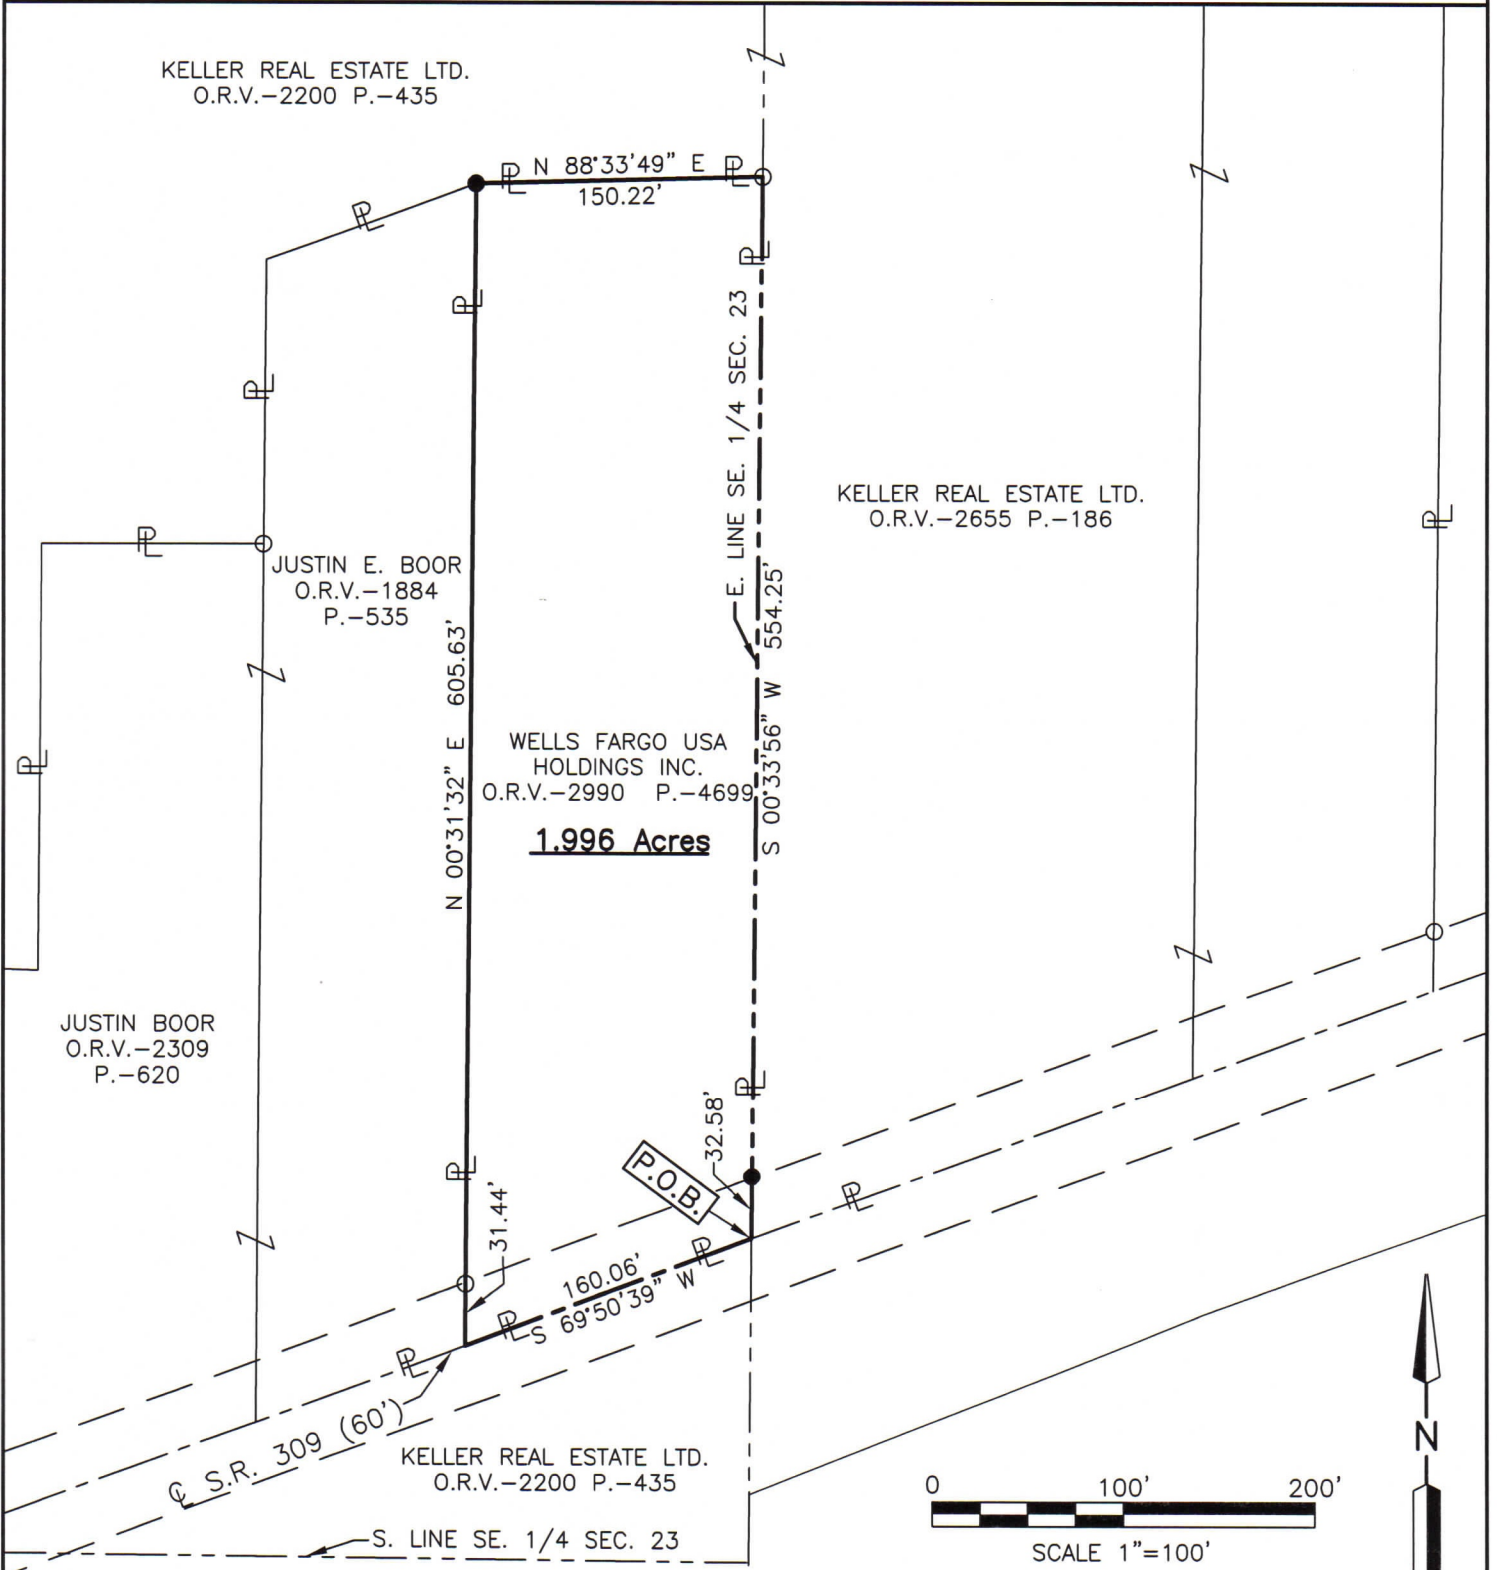 KELLER REAL ESTATE LTD.
O.R.V.-2200 P.-435
N 88°33'49" E
150.22'
E. LINE SE. 1/4 SEC. 23
KELLER REAL ESTATE LTD.
O.R.V.-2655 P.-186
JUSTIN E. BOOR
O.R.V.-1884
P.-535
N 00°31'32" E 605.63'
S 00°33'56" W 554.25'
WELLS FARGO USA
HOLDINGS INC.
O.R.V.-2990 P.-4699
1.996 Acres
JUSTIN BOOR
O.R.V.-2309
P.-620
32.58'
P.O.B.
31.44'
160.06'
S 69°50'39" W
℄ S.R. 309 (60')
KELLER REAL ESTATE LTD.
O.R.V.-2200 P.-435
S. LINE SE. 1/4 SEC. 23
N
0 100' 200'
SCALE 1"=100'